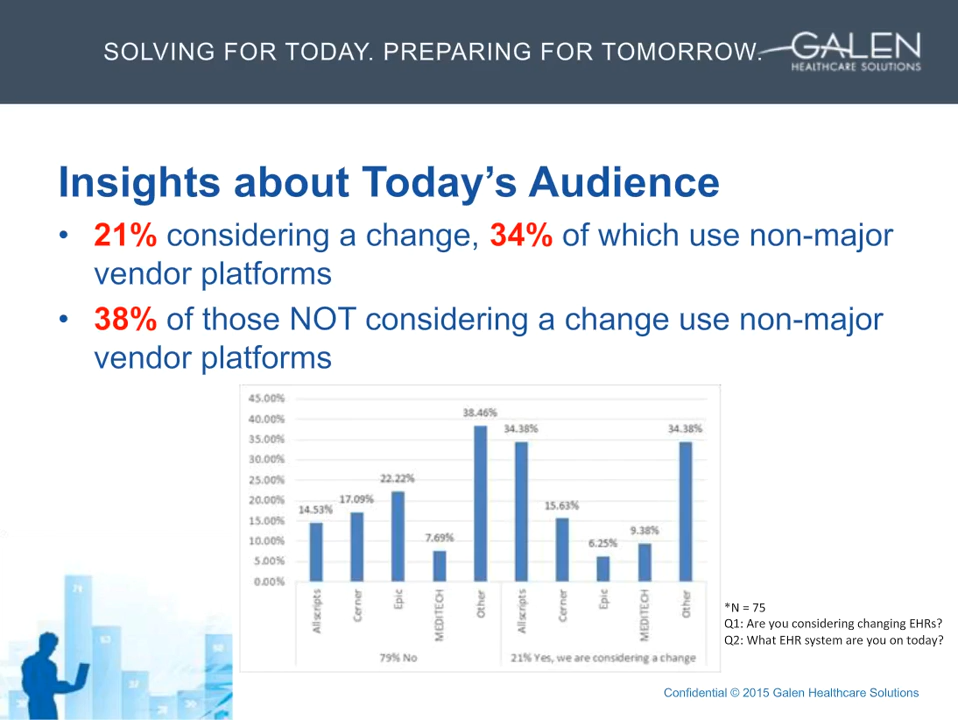 SOLVING FOR TODAY. PREPARING FOR TOMORROW.
GALEN
HEALTHCARE SOLUTIONS
Insights about Today’s Audience
• 21% considering a change, 34% of which use non-major
vendor platforms
• 38% of those NOT considering a change use non-major
vendor platforms
45.00%
40.00%
35.00%
30.00%
25.00%
20.00%
15.00%
10.00%
5.00%
0.00%
14.53%
17.09%
22.22%
7.69%
38.46%
34.38%
15.63%
6.25%
9.38%
34.38%
Allscripts
Cerner
Epic
MEDITECH
Other
Allscripts
Cerner
Epic
MEDITECH
Other
79% No
21% Yes, we are considering a change
*N = 75
Q1: Are you considering changing EHRs?
Q2: What EHR system are you on today?
Confidential © 2015 Galen Healthcare Solutions